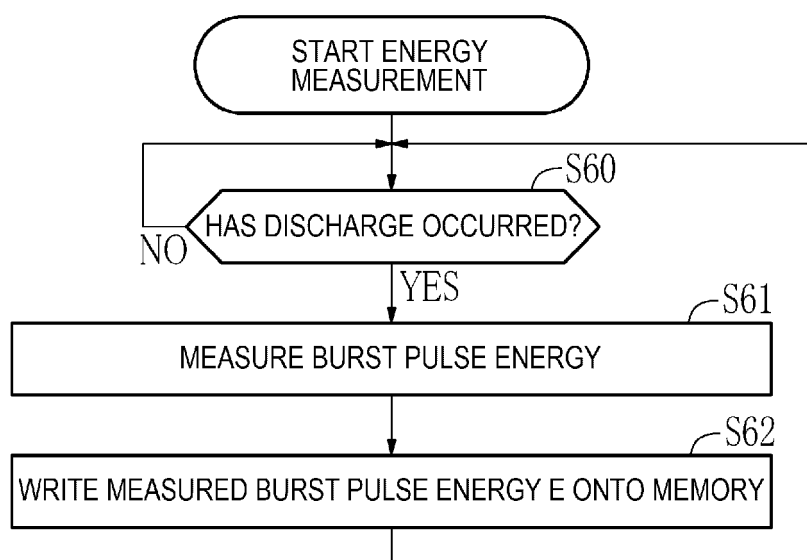 START ENERGY
MEASUREMENT
S60
HAS DISCHARGE OCCURRED?
NO
YES
S61
MEASURE BURST PULSE ENERGY
S62
WRITE MEASURED BURST PULSE ENERGY E ONTO MEMORY